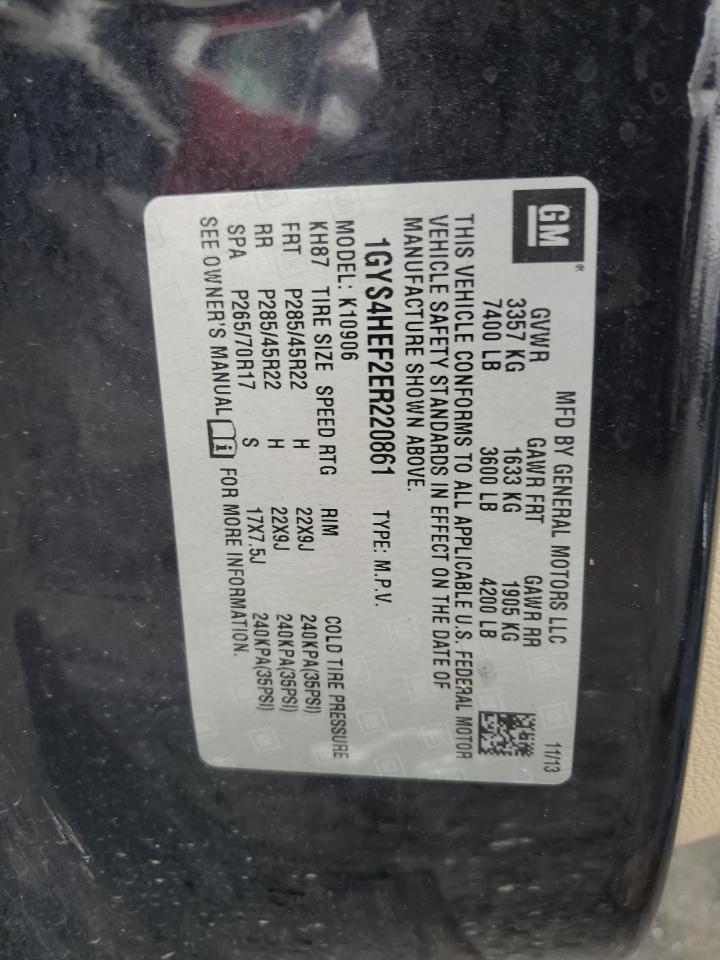 GM
MFD BY GENERAL MOTORS LLC 11/13
GVWR GAWR FRT GAWR RR
3357 KG 1633 KG 1905 KG
7400 LB 3600 LB 4200 LB
THIS VEHICLE CONFORMS TO ALL APPLICABLE U.S. FEDERAL MOTOR
VEHICLE SAFETY STANDARDS IN EFFECT ON THE DATE OF
MANUFACTURE SHOWN ABOVE.
1GYS4HEF2ER220861 TYPE: M.P.V.
MODEL: K10906
KH87 TIRE SIZE SPEED RTG RIM COLD TIRE PRESSURE
FRT P285/45R22 H 22X9J 240KPA(35PSI)
RR P285/45R22 H 22X9J 240KPA(35PSI)
SPA P265/70R17 S 17X7.5J 240KPA(35PSI)
SEE OWNER'S MANUAL FOR MORE INFORMATION.